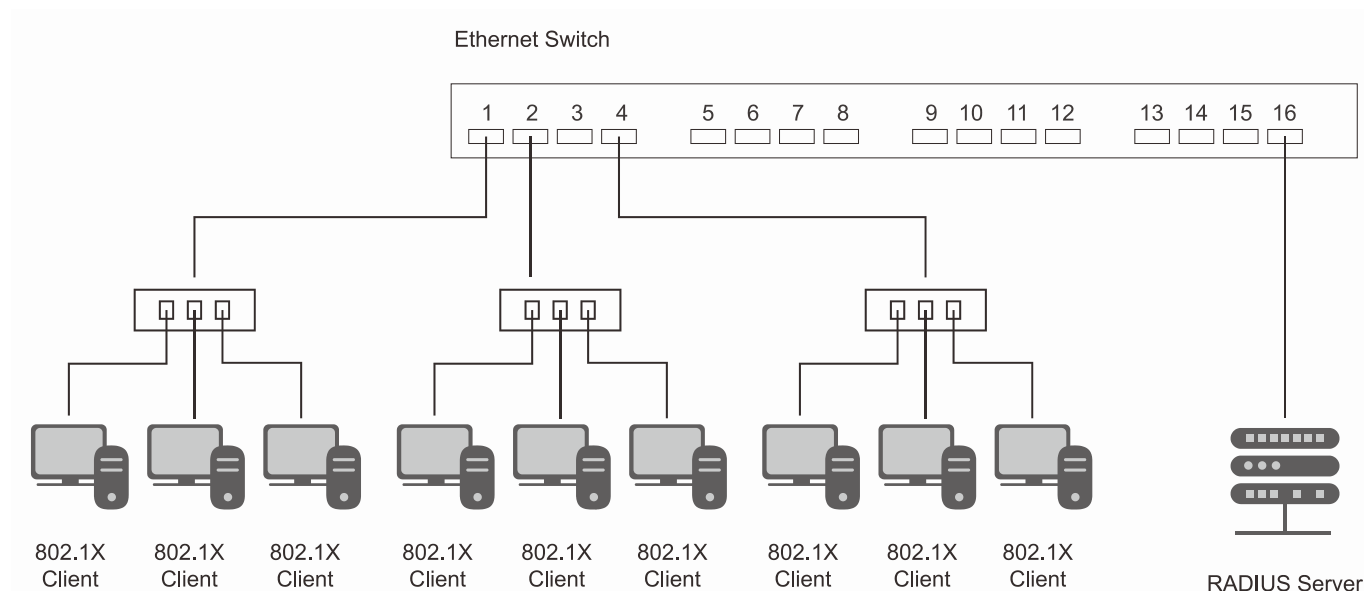 Ethernet Switch
1 2 3 4 5 6 7 8 9 10 11 12 13 14 15 16
802.1X 802.1X 802.1X 802.1X 802.1X 802.1X 802.1X 802.1X 802.1X
Client Client Client Client Client Client Client Client Client
RADIUS Server